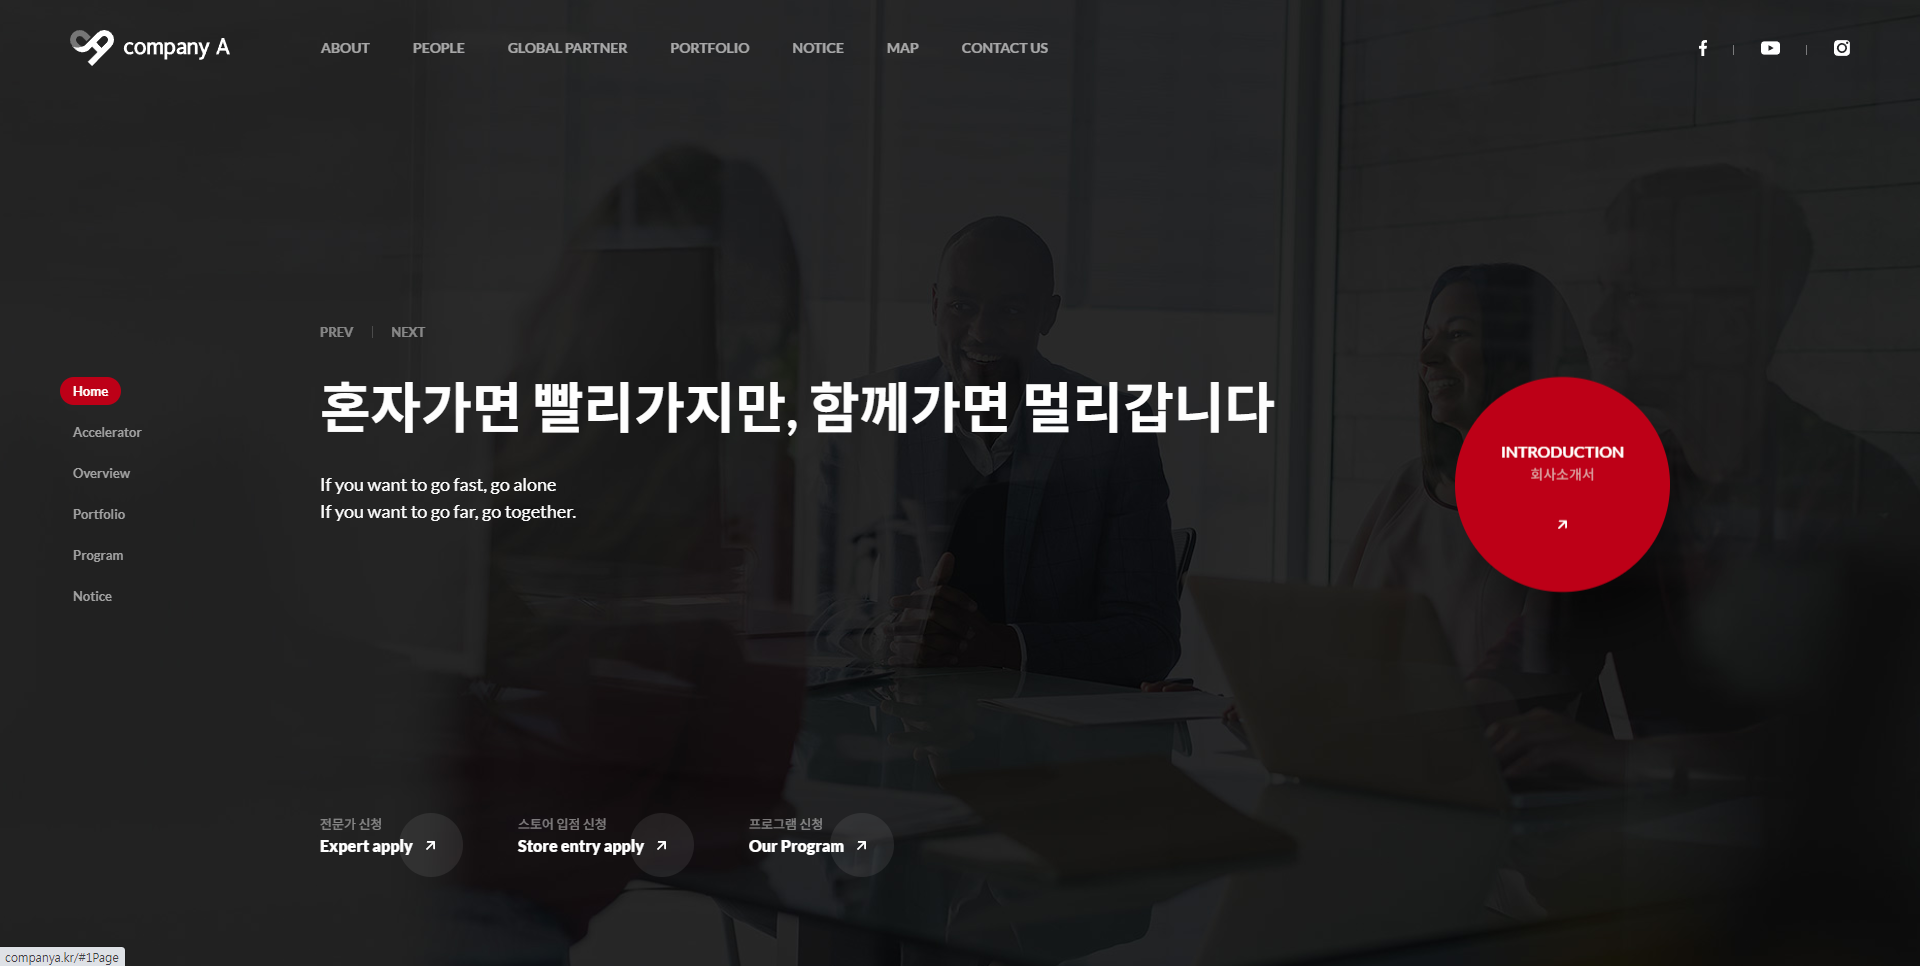 company A
ABOUT PEOPLE GLOBAL PARTNER PORTFOLIO NOTICE MAP CONTACT US
PREV NEXT
Home
Accelerator
Overview
Portfolio
Program
Notice
혼자가면 빨리가지만, 함께가면 멀리갑니다
If you want to go fast, go alone
If you want to go far, go together.
INTRODUCTION
회사소개서
전문가 신청
Expert apply
스토어 입점 신청
Store entry apply
프로그램 신청
Our Program
companya.kr/#1Page